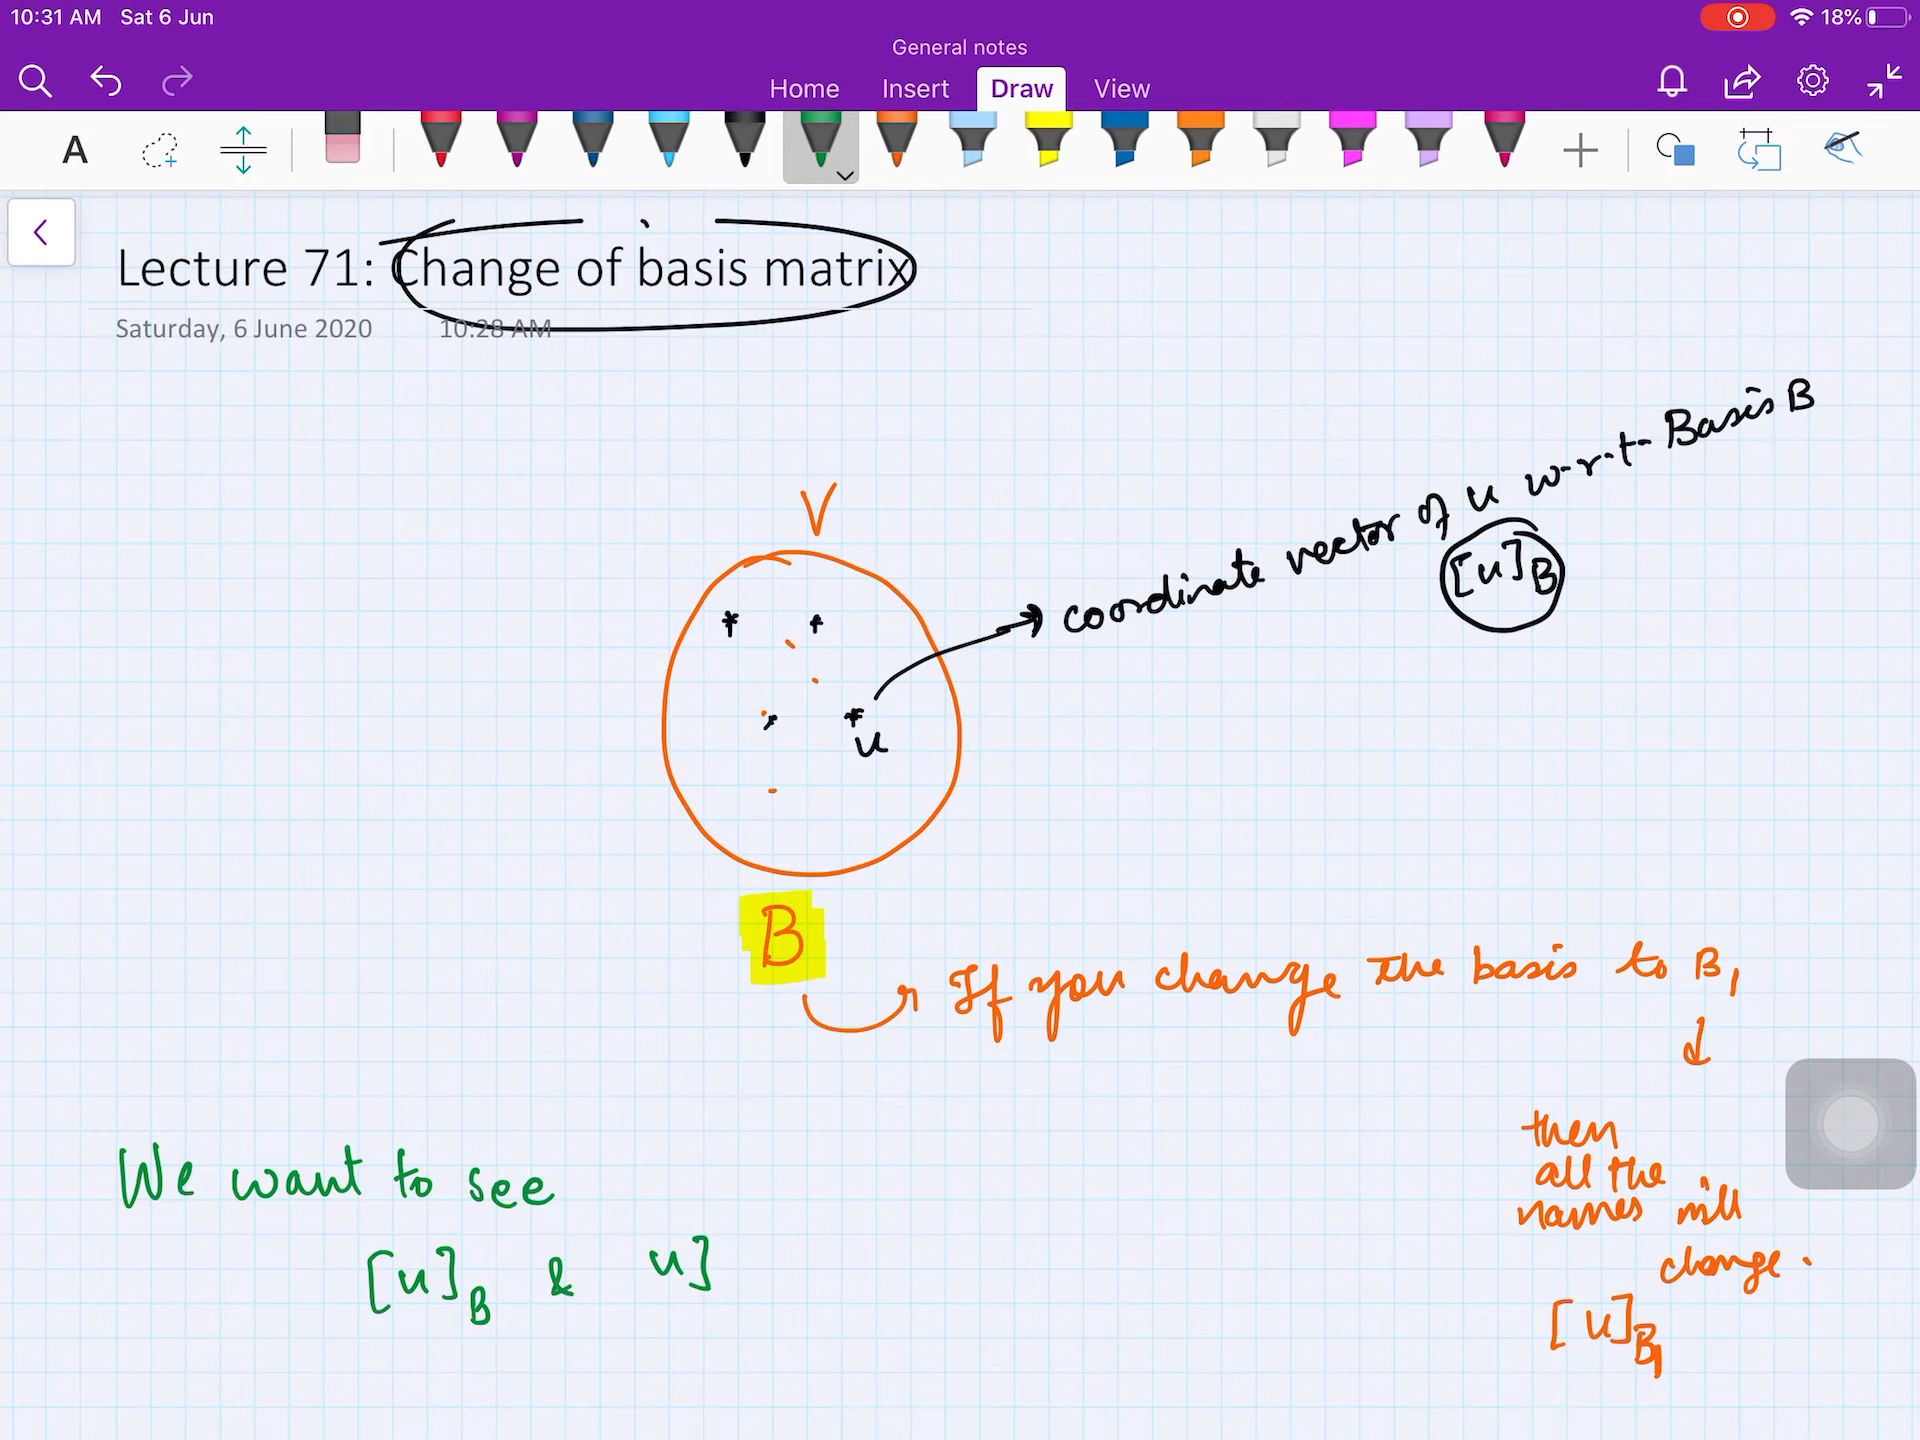 10:31 AM Sat 6 Jun
18%
General notes
Home Insert Draw View
A
Lecture 71: Change of basis matrix
Saturday, 6 June 2020 10:28 AM
coordinate vector of u w.r.t. Basis B
[u]B
V
u
B
If you change the basis to B1
then
all the
names will
change.
[u]B1
We want to see
[u]B & u]